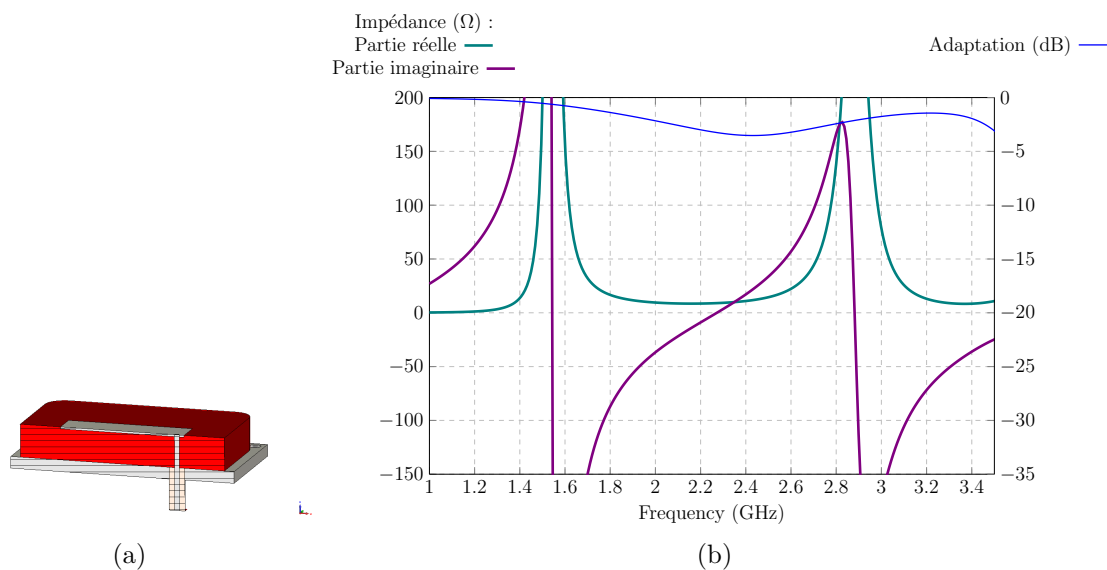 Impédance (Ω) :
Partie réelle
Partie imaginaire
Adaptation (dB)
200
150
100
50
0
−50
−100
−150
0
−5
−10
−15
−20
−25
−30
−35
1 1.2 1.4 1.6 1.8 2 2.2 2.4 2.6 2.8 3 3.2 3.4
Frequency (GHz)
(a) (b)